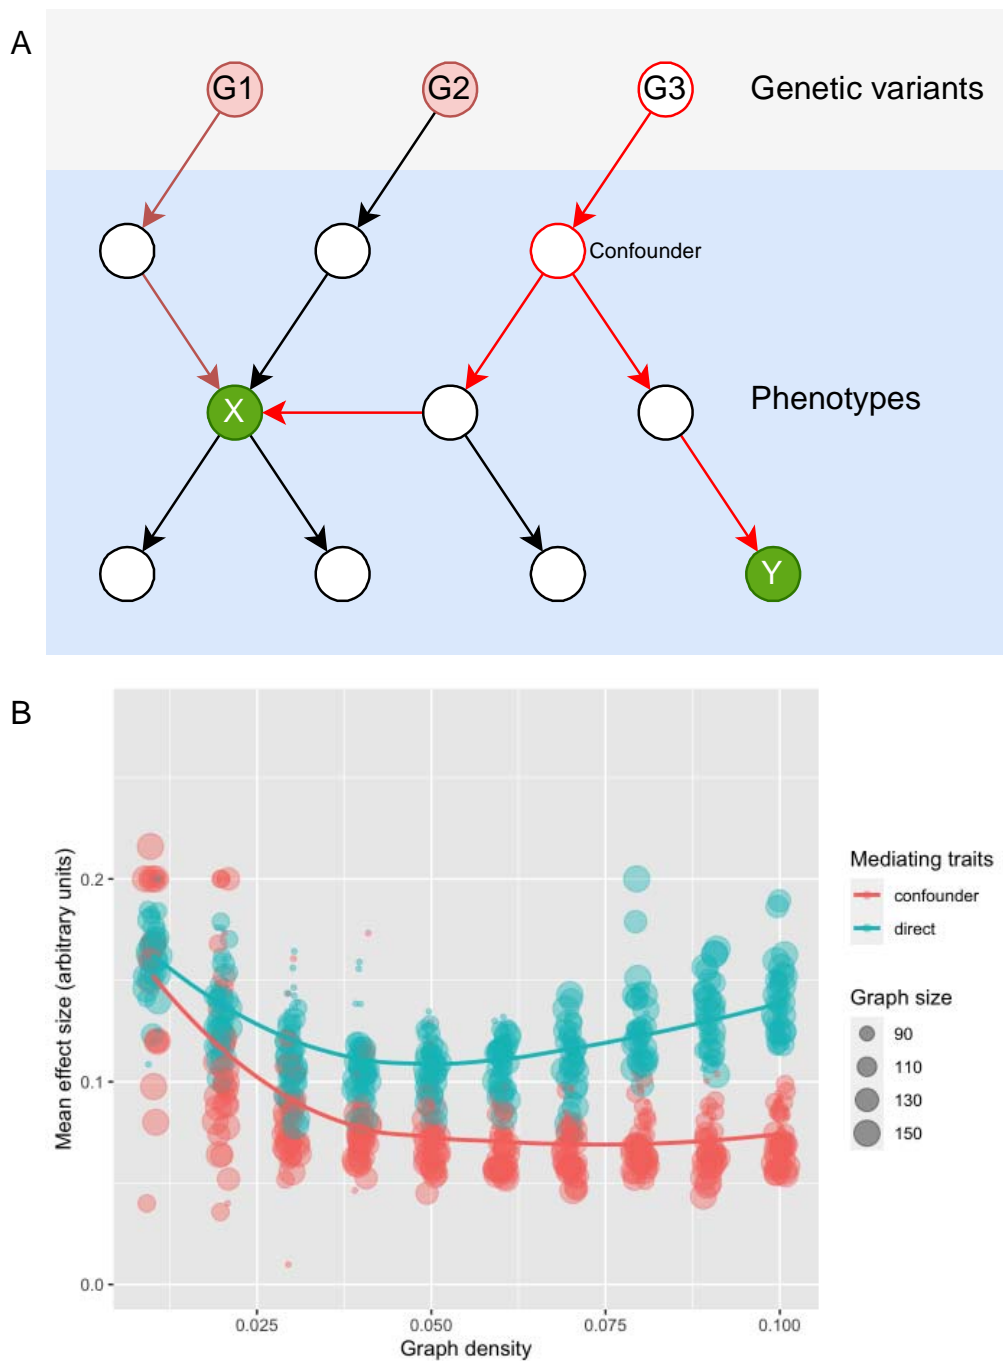 A
G1
G2
G3
Genetic variants
Confounder
X
Phenotypes
Y
B
Mean effect size (arbitrary units)
0.2
0.1
0.0
0.025
0.050
0.075
0.100
Graph density
Mediating traits
confounder
direct
Graph size
90
110
130
150